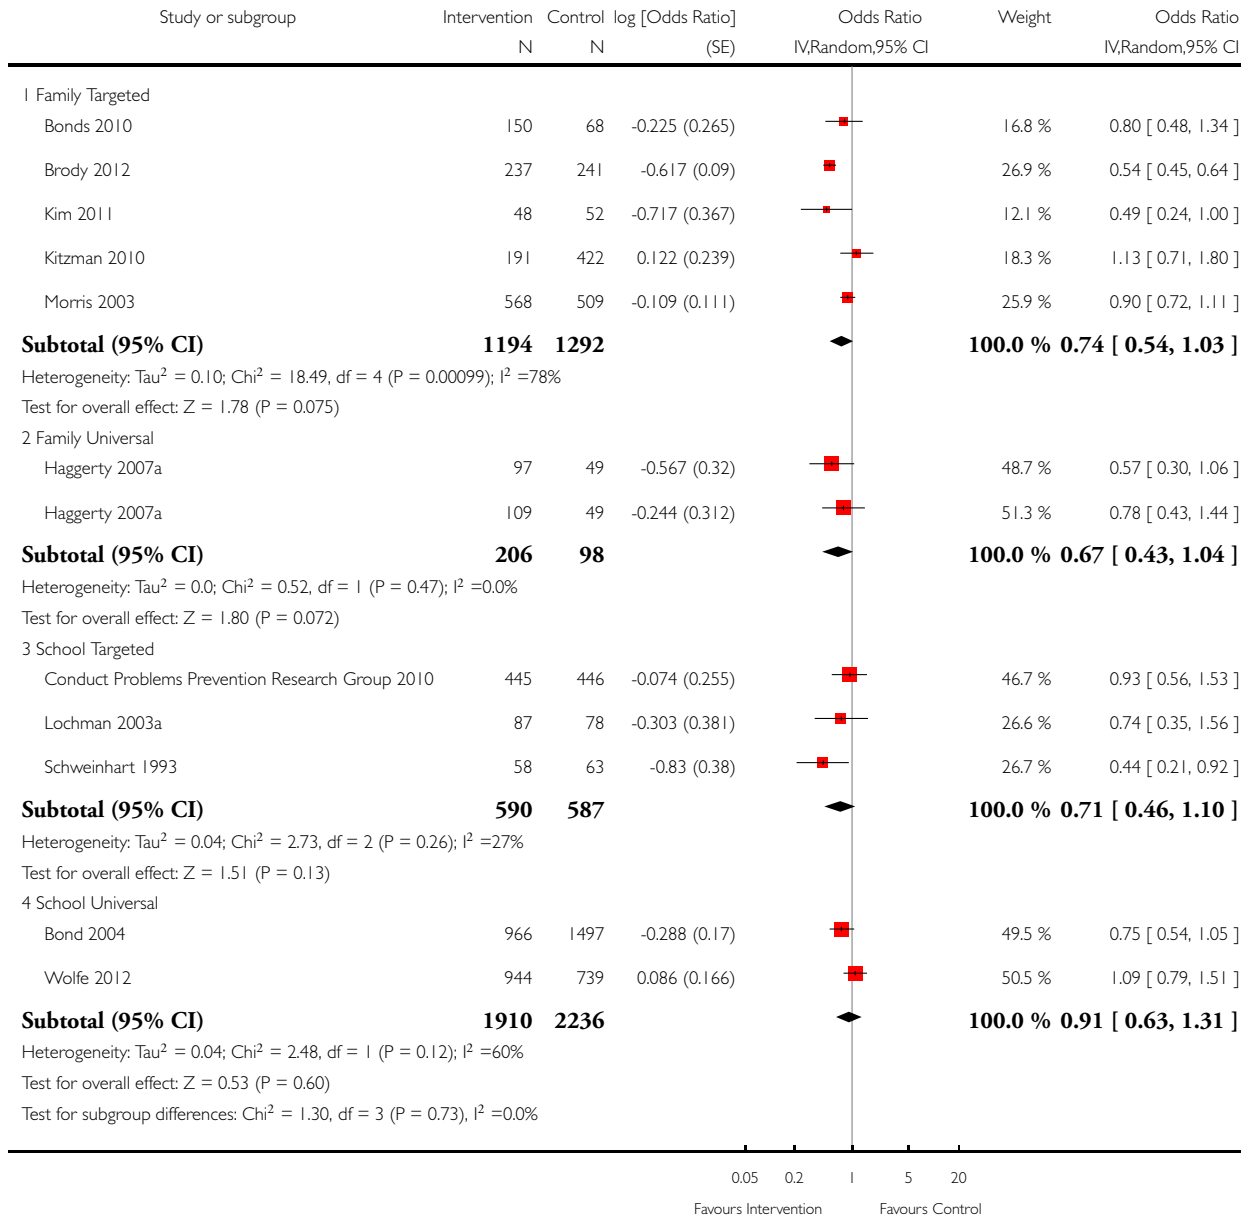 Study or subgroup Intervention Control log [Odds Ratio] Odds Ratio Weight Odds Ratio
N N (SE) IV,Random,95% CI IV,Random,95% CI
1 Family Targeted
Bonds 2010 150 68 -0.225 (0.265) 16.8 % 0.80 [ 0.48, 1.34 ]
Brody 2012 237 241 -0.617 (0.09) 26.9 % 0.54 [ 0.45, 0.64 ]
Kim 2011 48 52 -0.717 (0.367) 12.1 % 0.49 [ 0.24, 1.00 ]
Kitzman 2010 191 422 0.122 (0.239) 18.3 % 1.13 [ 0.71, 1.80 ]
Morris 2003 568 509 -0.109 (0.111) 25.9 % 0.90 [ 0.72, 1.11 ]
Subtotal (95% CI) 1194 1292 100.0 % 0.74 [ 0.54, 1.03 ]
Heterogeneity: Tau² = 0.10; Chi² = 18.49, df = 4 (P = 0.00099); I² =78%
Test for overall effect: Z = 1.78 (P = 0.075)
2 Family Universal
Haggerty 2007a 97 49 -0.567 (0.32) 48.7 % 0.57 [ 0.30, 1.06 ]
Haggerty 2007a 109 49 -0.244 (0.312) 51.3 % 0.78 [ 0.43, 1.44 ]
Subtotal (95% CI) 206 98 100.0 % 0.67 [ 0.43, 1.04 ]
Heterogeneity: Tau² = 0.0; Chi² = 0.52, df = 1 (P = 0.47); I² =0.0%
Test for overall effect: Z = 1.80 (P = 0.072)
3 School Targeted
Conduct Problems Prevention Research Group 2010 445 446 -0.074 (0.255) 46.7 % 0.93 [ 0.56, 1.53 ]
Lochman 2003a 87 78 -0.303 (0.381) 26.6 % 0.74 [ 0.35, 1.56 ]
Schweinhart 1993 58 63 -0.83 (0.38) 26.7 % 0.44 [ 0.21, 0.92 ]
Subtotal (95% CI) 590 587 100.0 % 0.71 [ 0.46, 1.10 ]
Heterogeneity: Tau² = 0.04; Chi² = 2.73, df = 2 (P = 0.26); I² =27%
Test for overall effect: Z = 1.51 (P = 0.13)
4 School Universal
Bond 2004 966 1497 -0.288 (0.17) 49.5 % 0.75 [ 0.54, 1.05 ]
Wolfe 2012 944 739 0.086 (0.166) 50.5 % 1.09 [ 0.79, 1.51 ]
Subtotal (95% CI) 1910 2236 100.0 % 0.91 [ 0.63, 1.31 ]
Heterogeneity: Tau² = 0.04; Chi² = 2.48, df = 1 (P = 0.12); I² =60%
Test for overall effect: Z = 0.53 (P = 0.60)
Test for subgroup differences: Chi² = 1.30, df = 3 (P = 0.73), I² =0.0%
0.05 0.2 1 5 20
Favours Intervention Favours Control